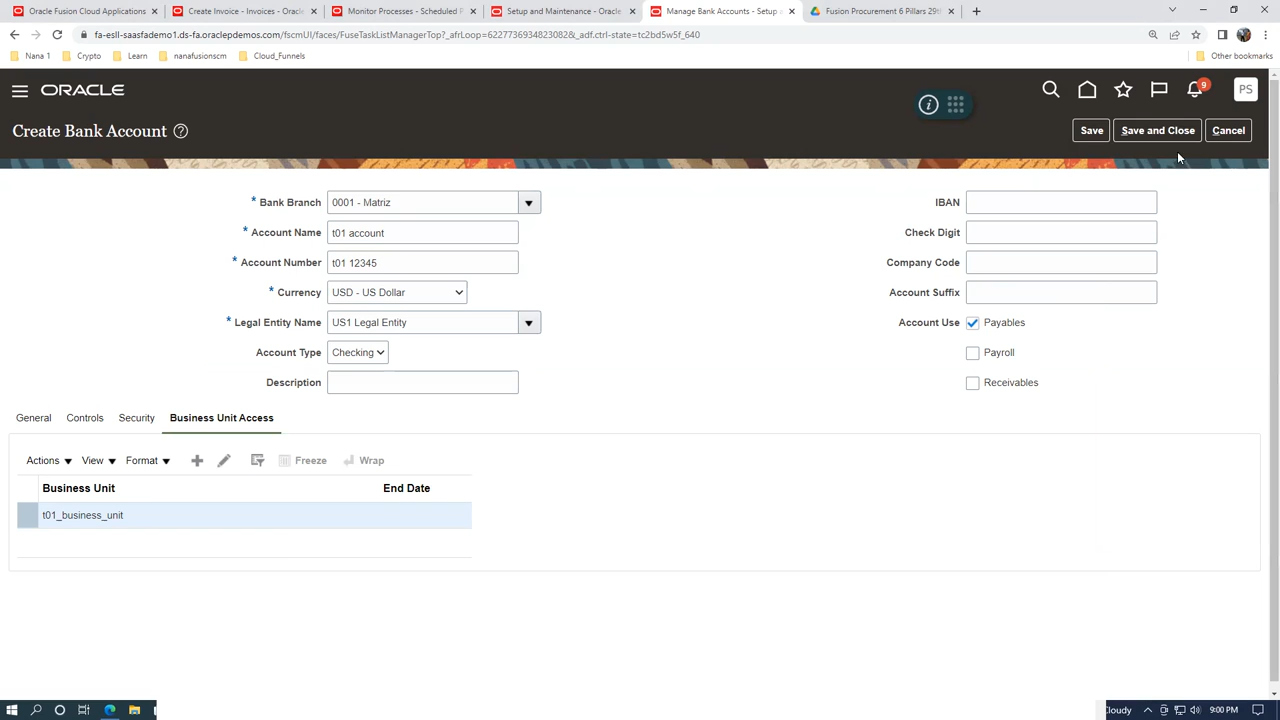 Oracle Fusion Cloud Applications
Create Invoice - Invoices - Oracle
Monitor Processes - Scheduled P
Setup and Maintenance - Oracle
Manage Bank Accounts - Setup a
Fusion Procurement 6 Pillars 29th
fa-esll-saasfademo1.ds-fa.oraclepdemos.com/fscmUI/faces/FuseTaskListManagerTop?_afrLoop=62277369348230828&_adf.ctrl-state=tc2bd5w5f_640
Nana 1
Crypto
Learn
nanafusionscm
Cloud_Funnels
Other bookmarks
ORACLE
9
PS
Create Bank Account
Save
Save and Close
Cancel
* Bank Branch 0001 - Matriz
IBAN
* Account Name t01 account
Check Digit
* Account Number t01 12345
Company Code
* Currency USD - US Dollar
Account Suffix
* Legal Entity Name US1 Legal Entity
Account Use Payables
Account Type Checking
Payroll
Description
Receivables
General
Controls
Security
Business Unit Access
Actions
View
Format
Freeze
Wrap
Business Unit
End Date
t01_business_unit
Cloudy
9:00 PM